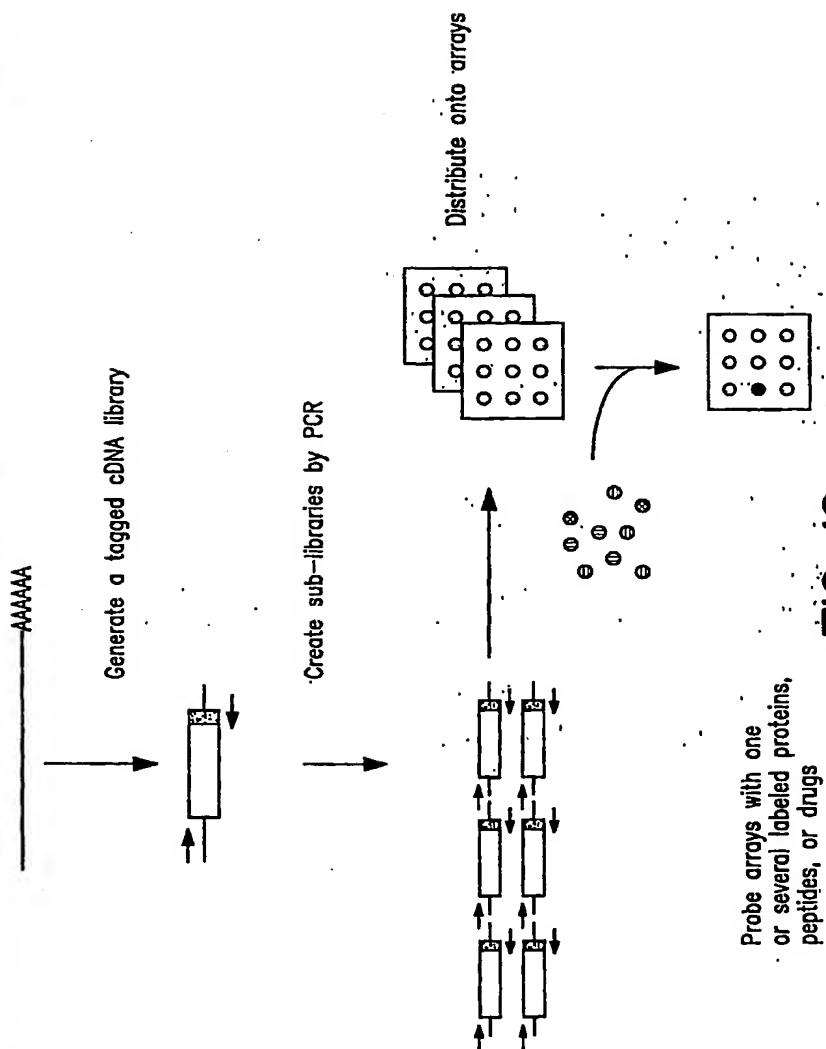 AAAAAA
Generate a tagged cDNA library
Create sub-libraries by PCR
Distribute onto arrays
Probe arrays with one
or several labeled proteins,
peptides, or drugs